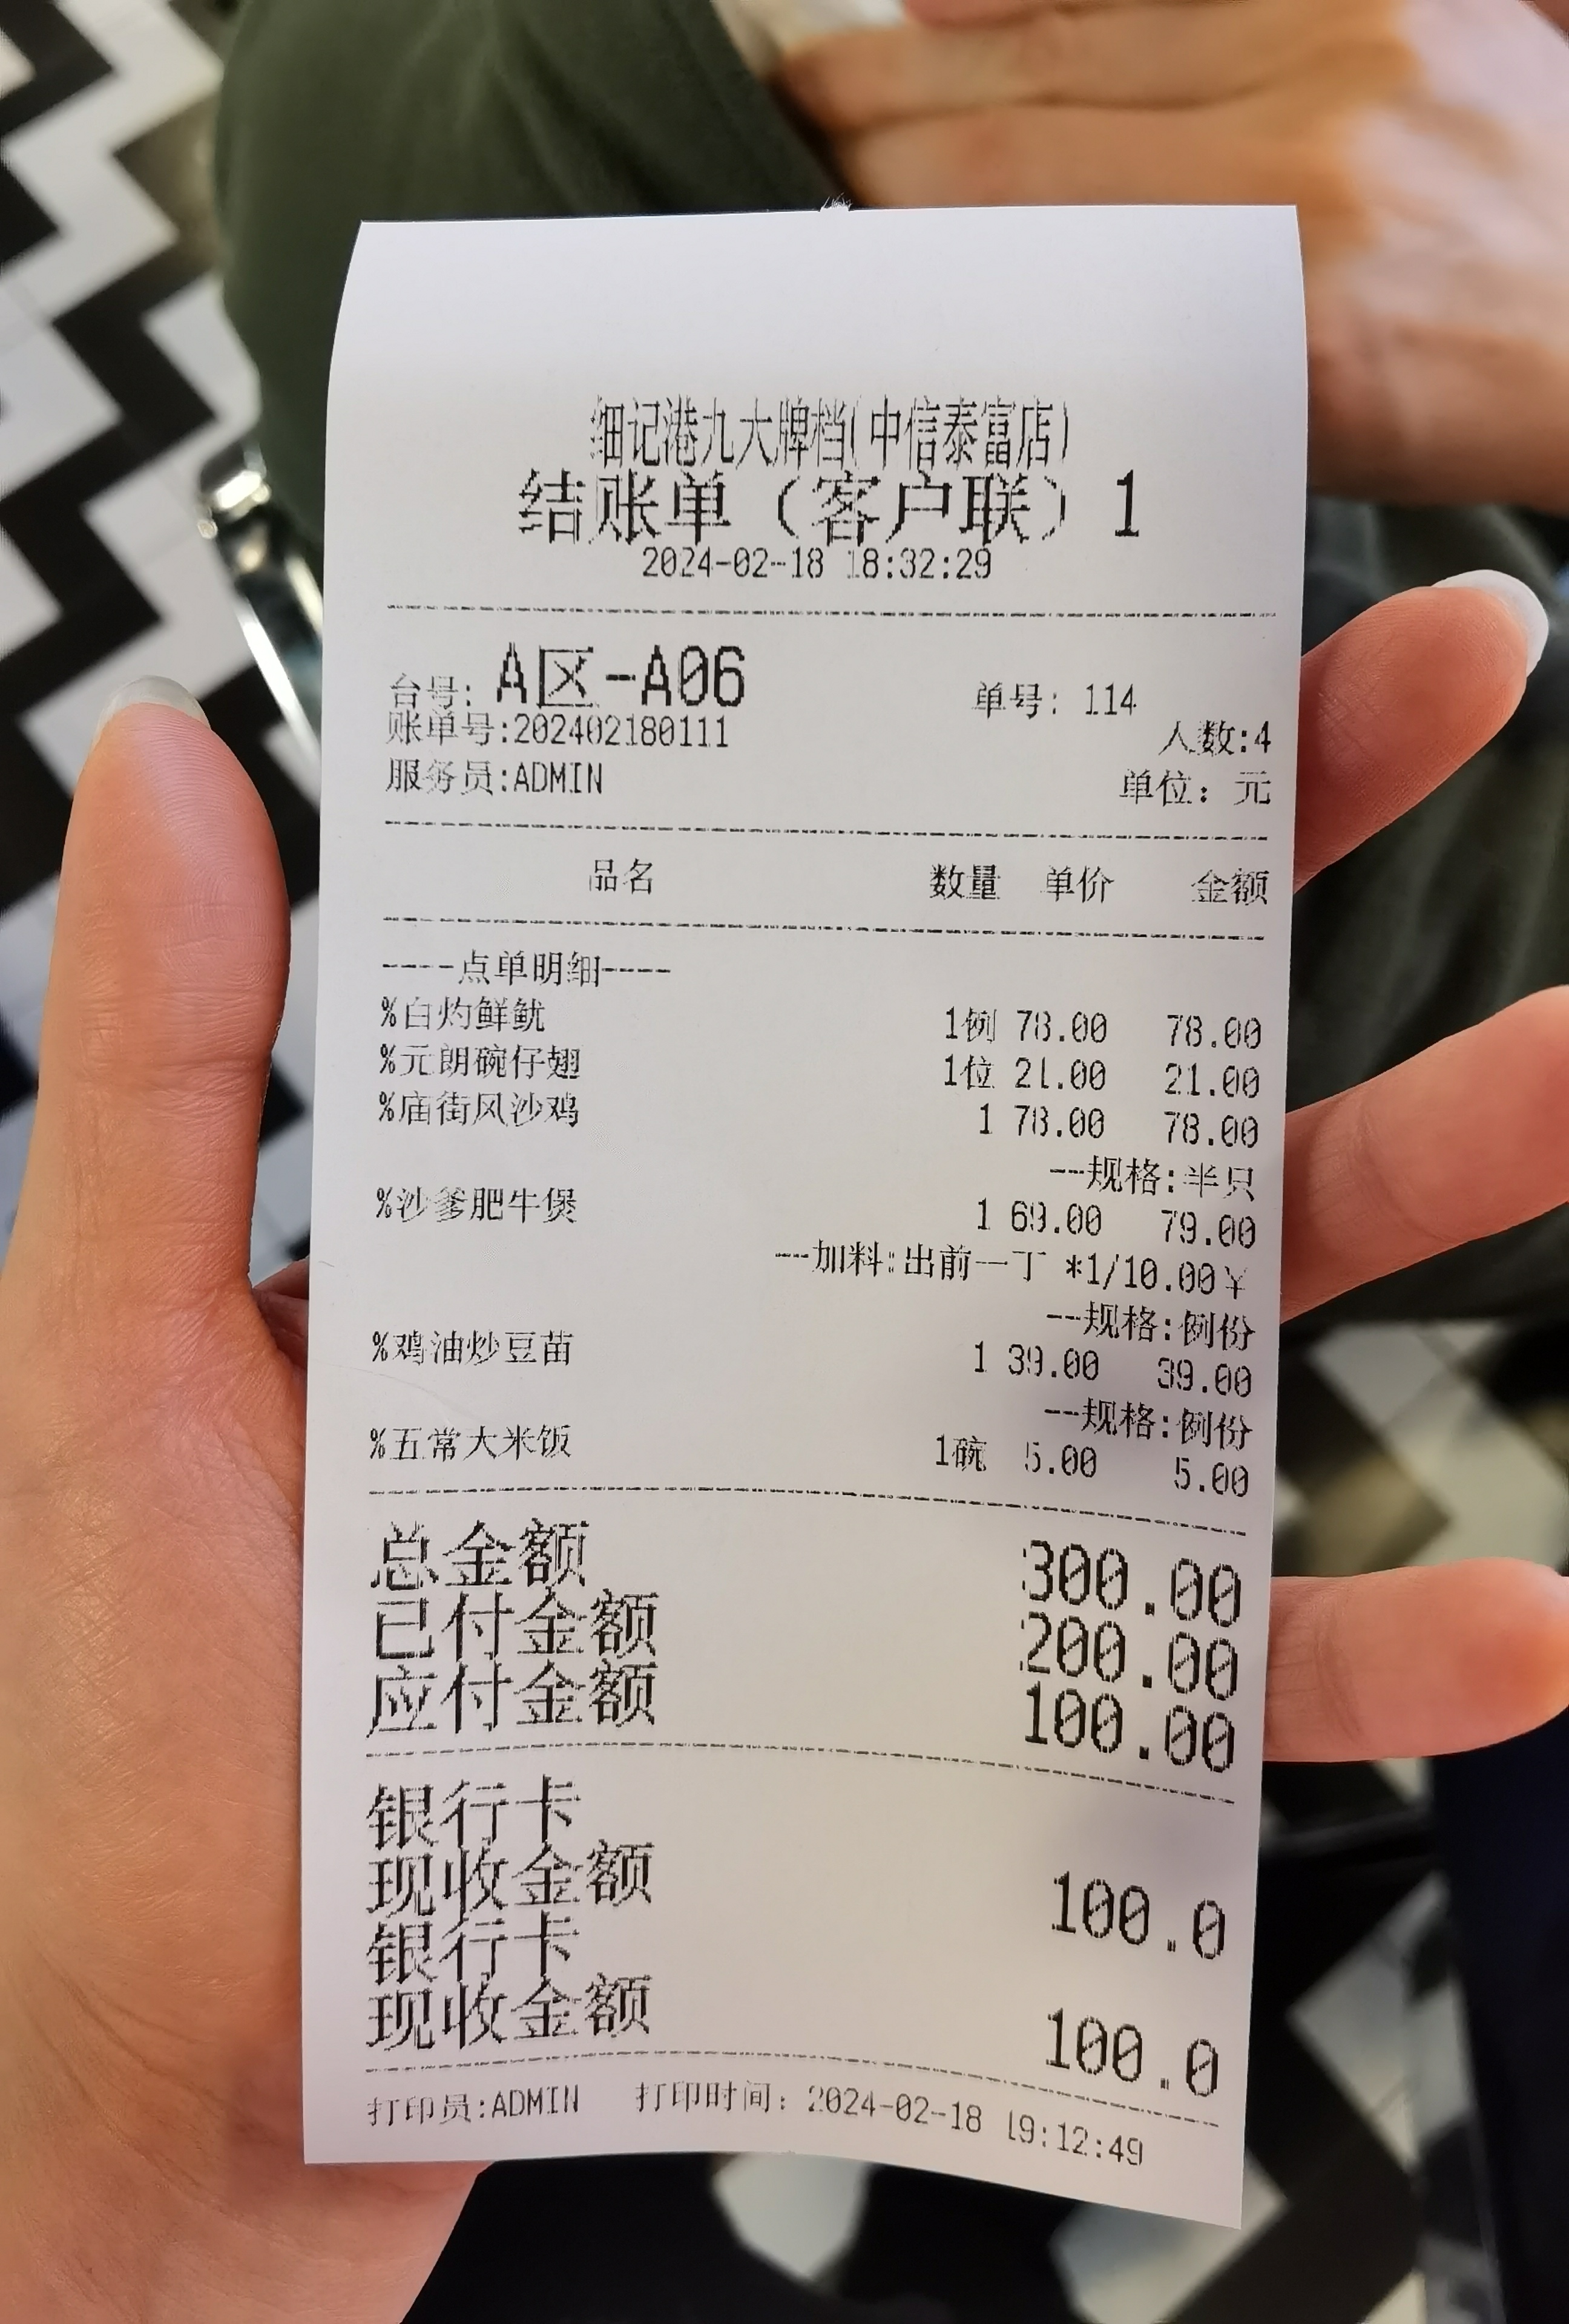 细记港九大牌档(中信泰富店)
结账单（客户联）1
2024-02-18 18:32:29
台号: A区-A06 单号: 114
账单号:202402180111 人数:4
服务员:ADMIN 单位: 元
品名 数量 单价 金额
----点单明细----
%白灼鲜鱿 1例 78.00 78.00
%元朗碗仔翅 1位 21.00 21.00
%庙街风沙鸡 1 78.00 78.00
--规格:半只
%沙爹肥牛煲 1 69.00 79.00
--加料:出前一丁 *1/10.00¥
--规格:例份
%鸡油炒豆苗 1 39.00 39.00
--规格:例份
%五常大米饭 1碗 5.00 5.00
总金额 300.00
已付金额 200.00
应付金额 100.00
银行卡
现收金额 100.0
银行卡
现收金额 100.0
打印员:ADMIN 打印时间: 2024-02-18 19:12:49